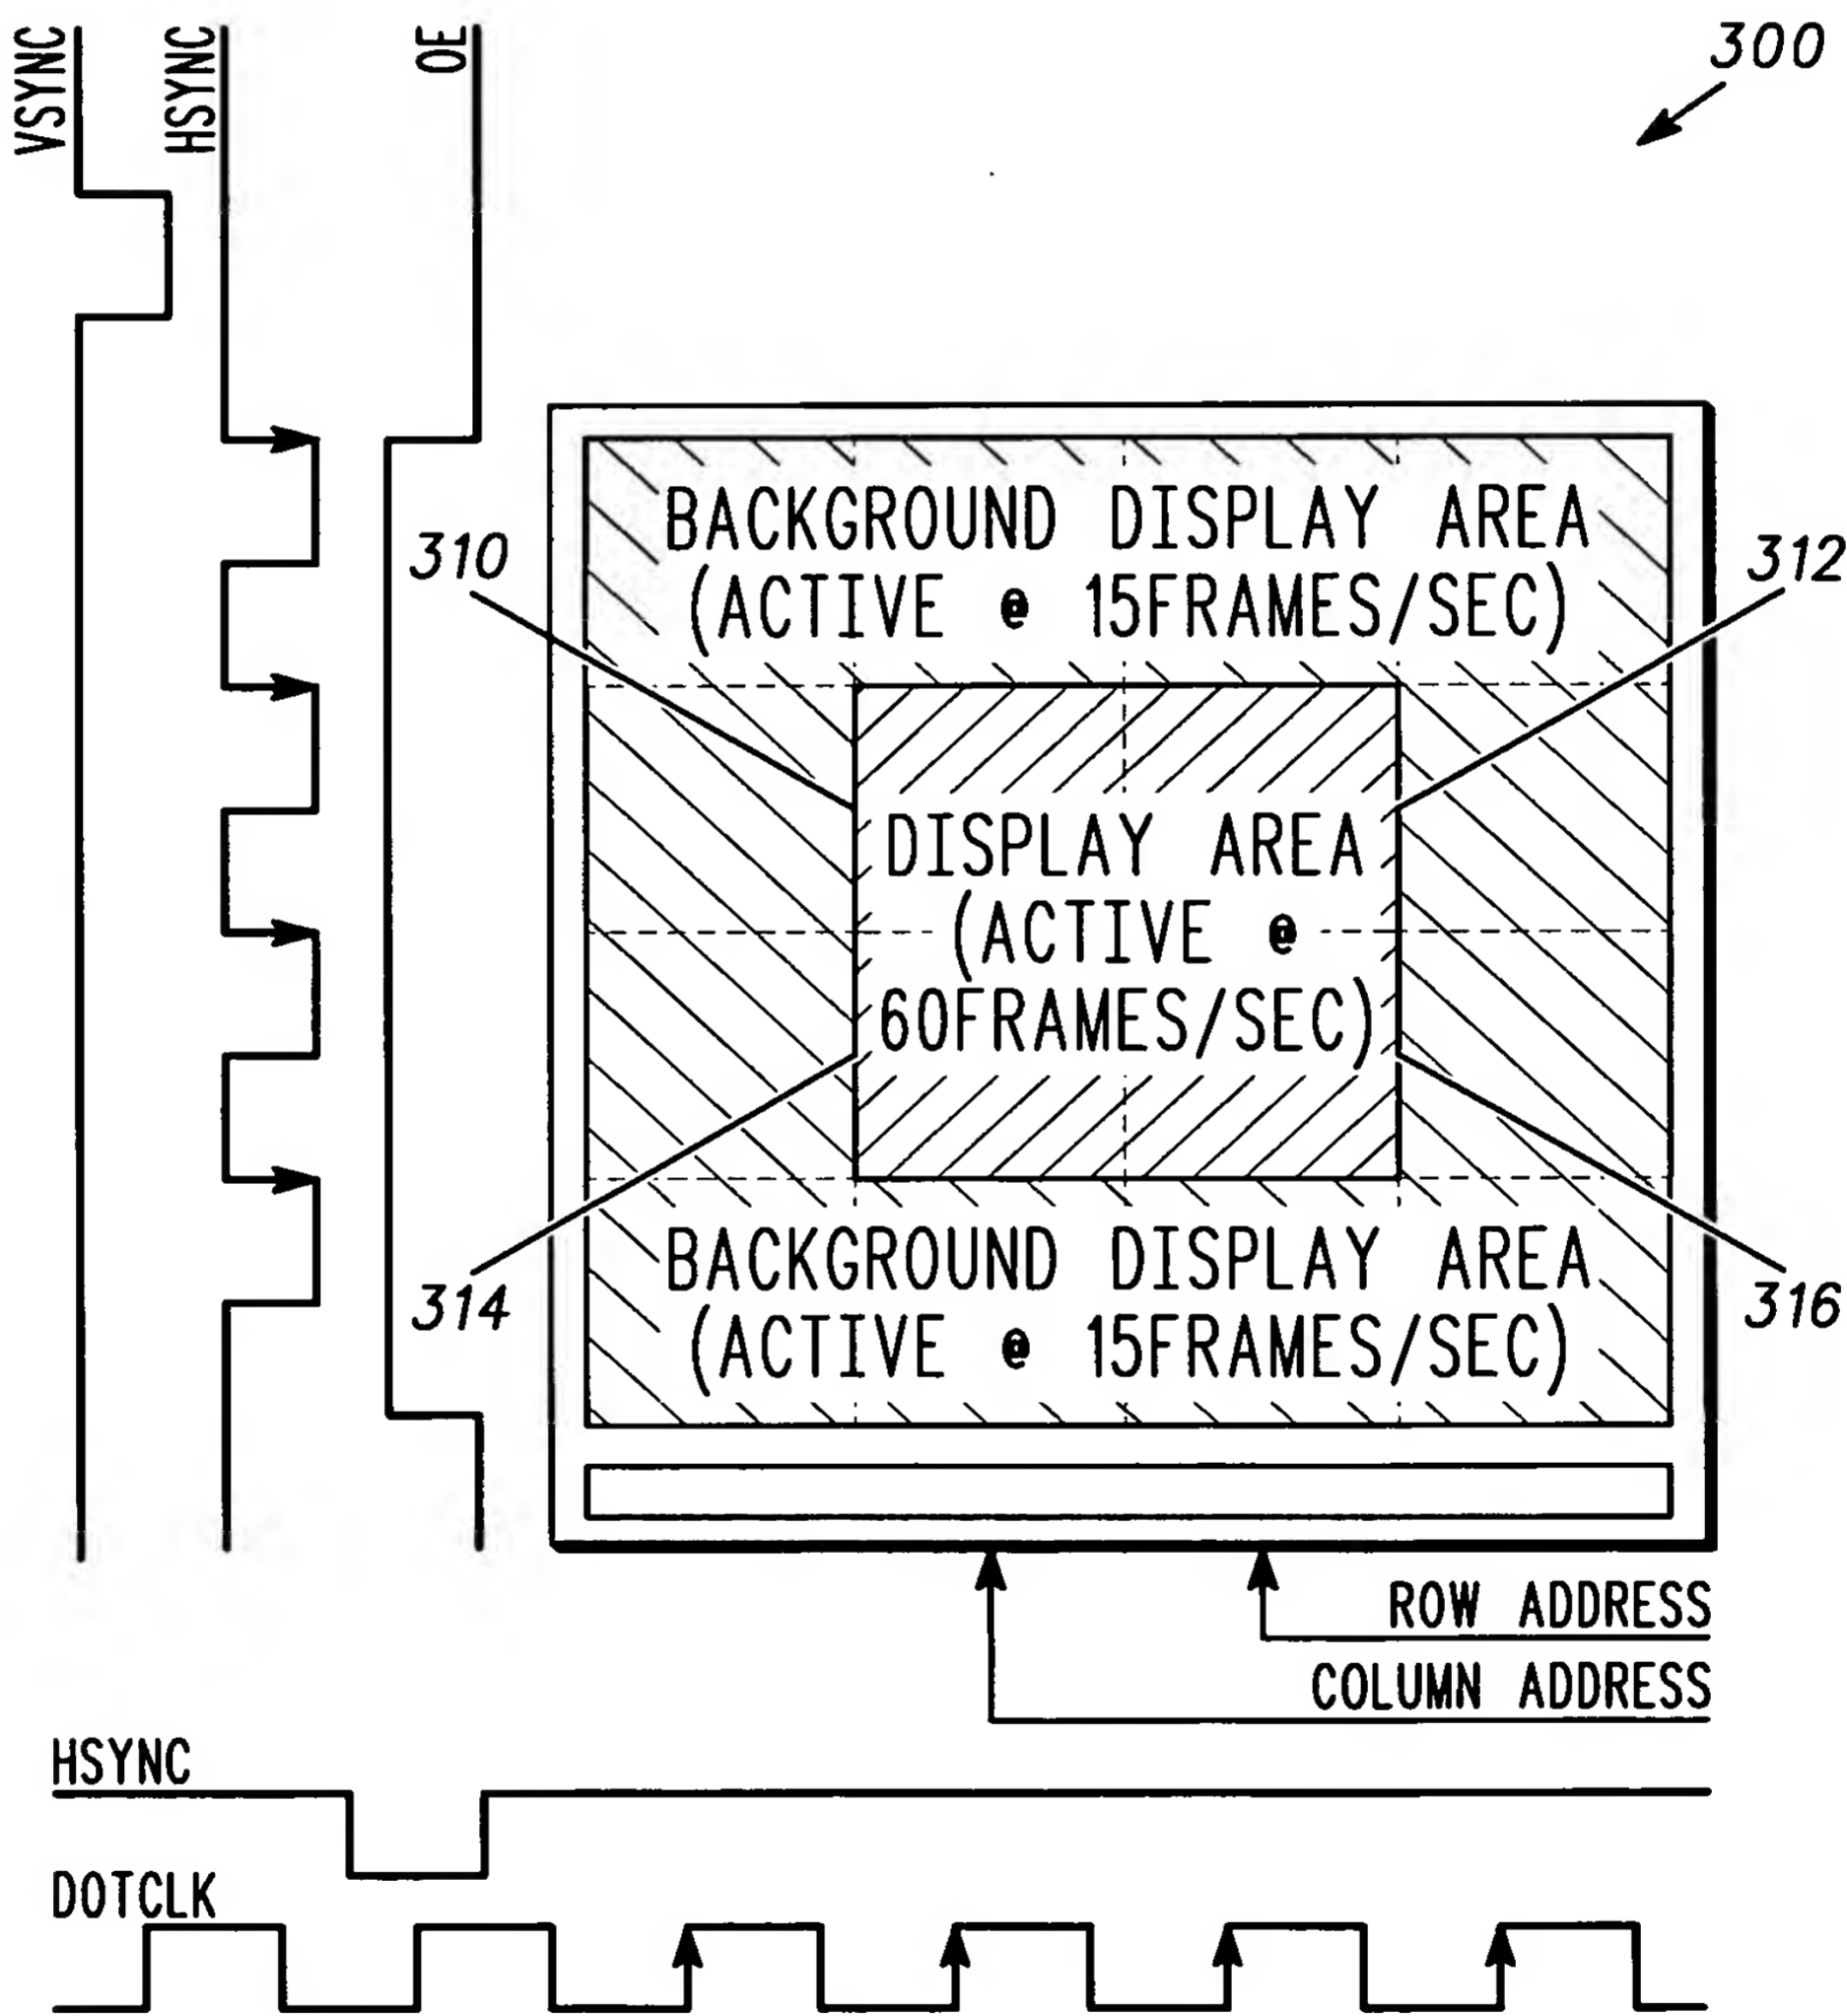 VSYNC
HSYNC
OE
300
BACKGROUND DISPLAY AREA
(ACTIVE @ 15FRAMES/SEC)
310
312
DISPLAY AREA
(ACTIVE @
60FRAMES/SEC)
BACKGROUND DISPLAY AREA
(ACTIVE @ 15FRAMES/SEC)
314
316
ROW ADDRESS
COLUMN ADDRESS
HSYNC
DOTCLK